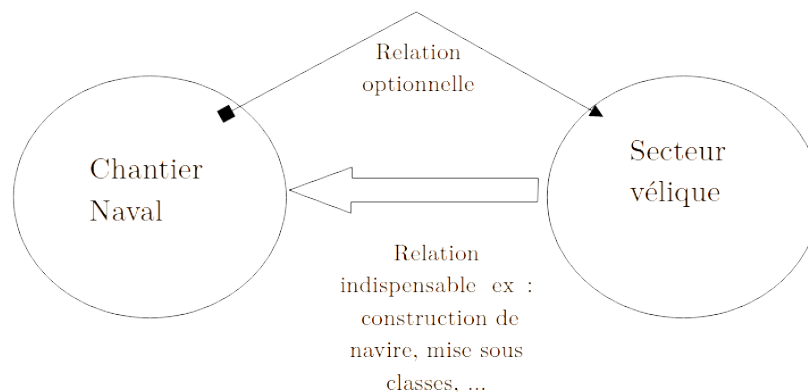 Relation
optionnelle
Chantier
Naval
Secteur
vélique
Relation
indispensable ex :
construction de
navire, mise sous
classes, ...